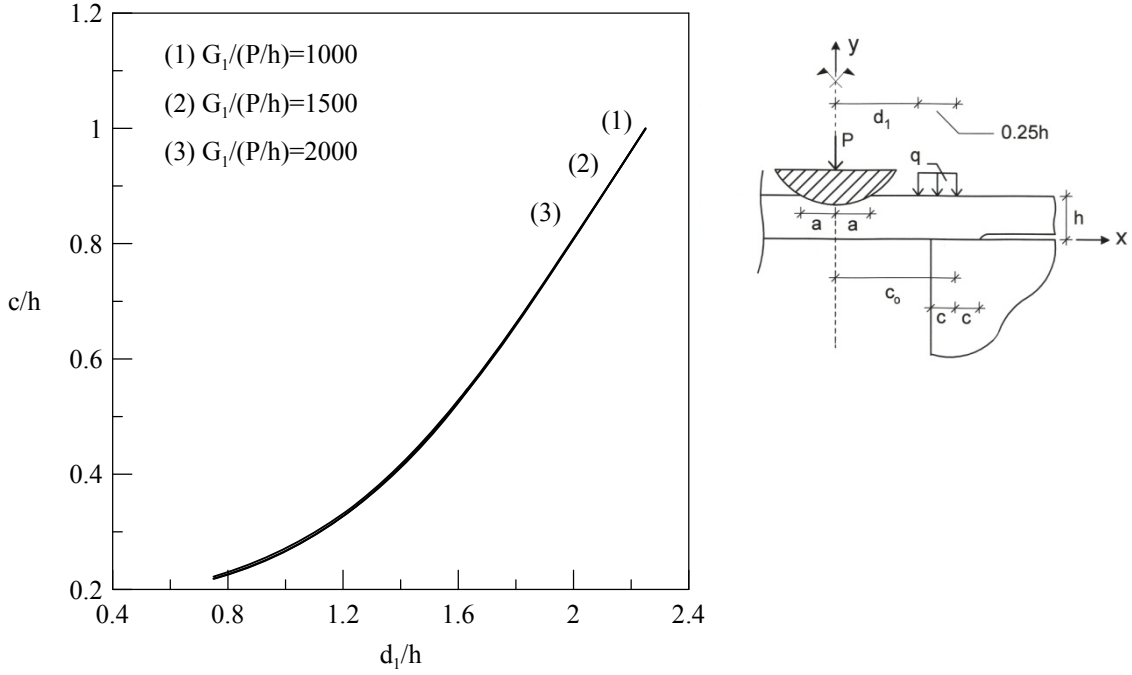 1.2
1
0.8
0.6
0.4
0.2
c/h
0.4
0.8
1.2
1.6
2
2.4
d₁/h
(1) G₁/(P/h)=1000
(2) G₁/(P/h)=1500
(3) G₁/(P/h)=2000
(1)
(2)
(3)
y
d₁
0.25h
P
q
a
a
h
x
c₀
c
c